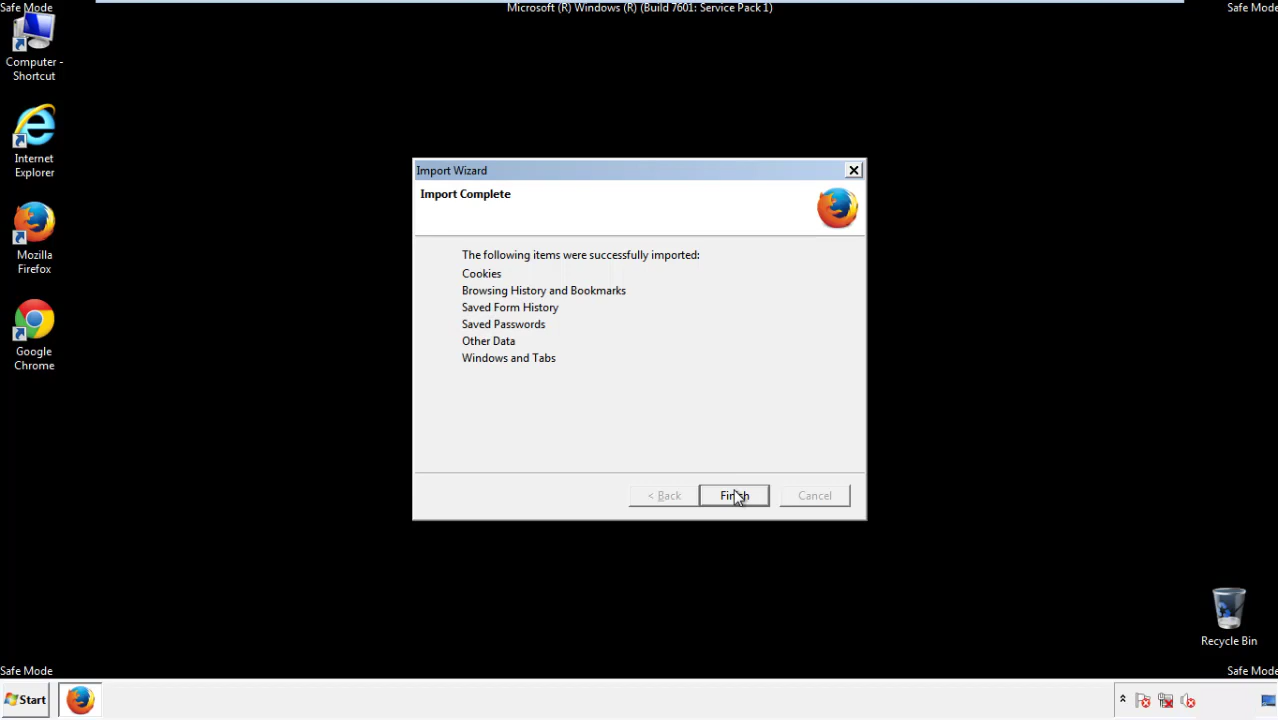 Safe Mode
Microsoft (R) Windows (R) (Build 7601: Service Pack 1)
Safe Mode
Computer -
Shortcut
Internet
Explorer
Mozilla
Firefox
Google
Chrome
Import Wizard
Import Complete
The following items were successfully imported:
Cookies
Browsing History and Bookmarks
Saved Form History
Saved Passwords
Other Data
Windows and Tabs
< Back
Finish
Cancel
Recycle Bin
Safe Mode
Safe Mode
Start